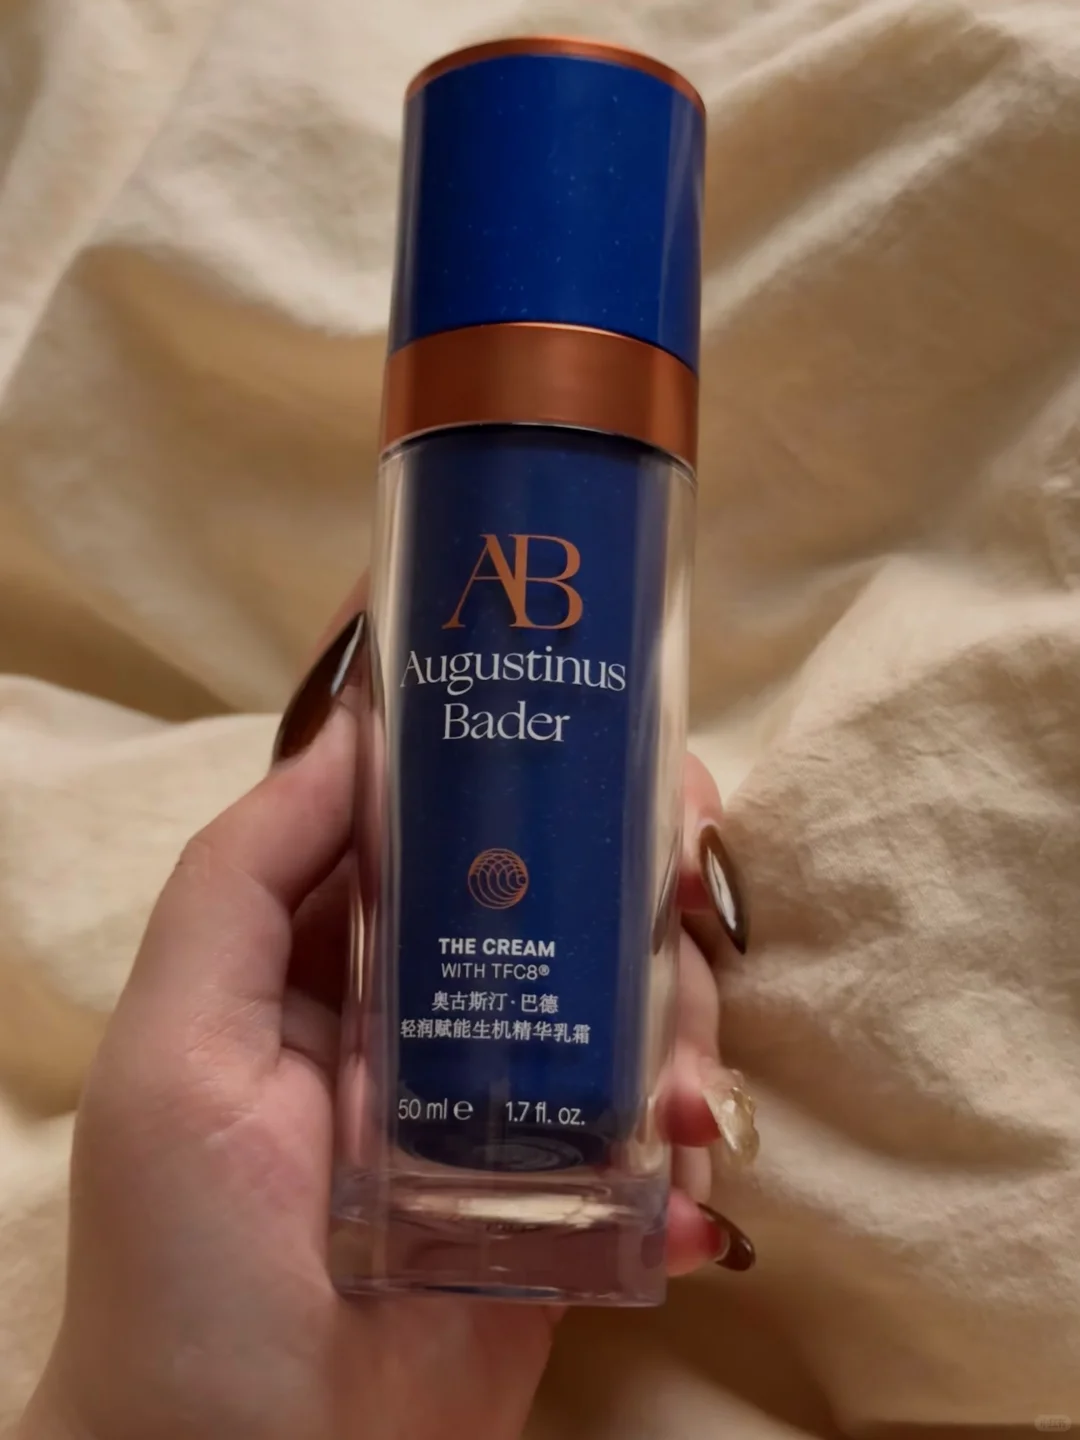 AB
Augustinus
Bader
THE CREAM
WITH TFC8®
奥古斯汀·巴德
轻润赋能生机精华乳霜
50 ml ℮ 1.7 fl. oz.